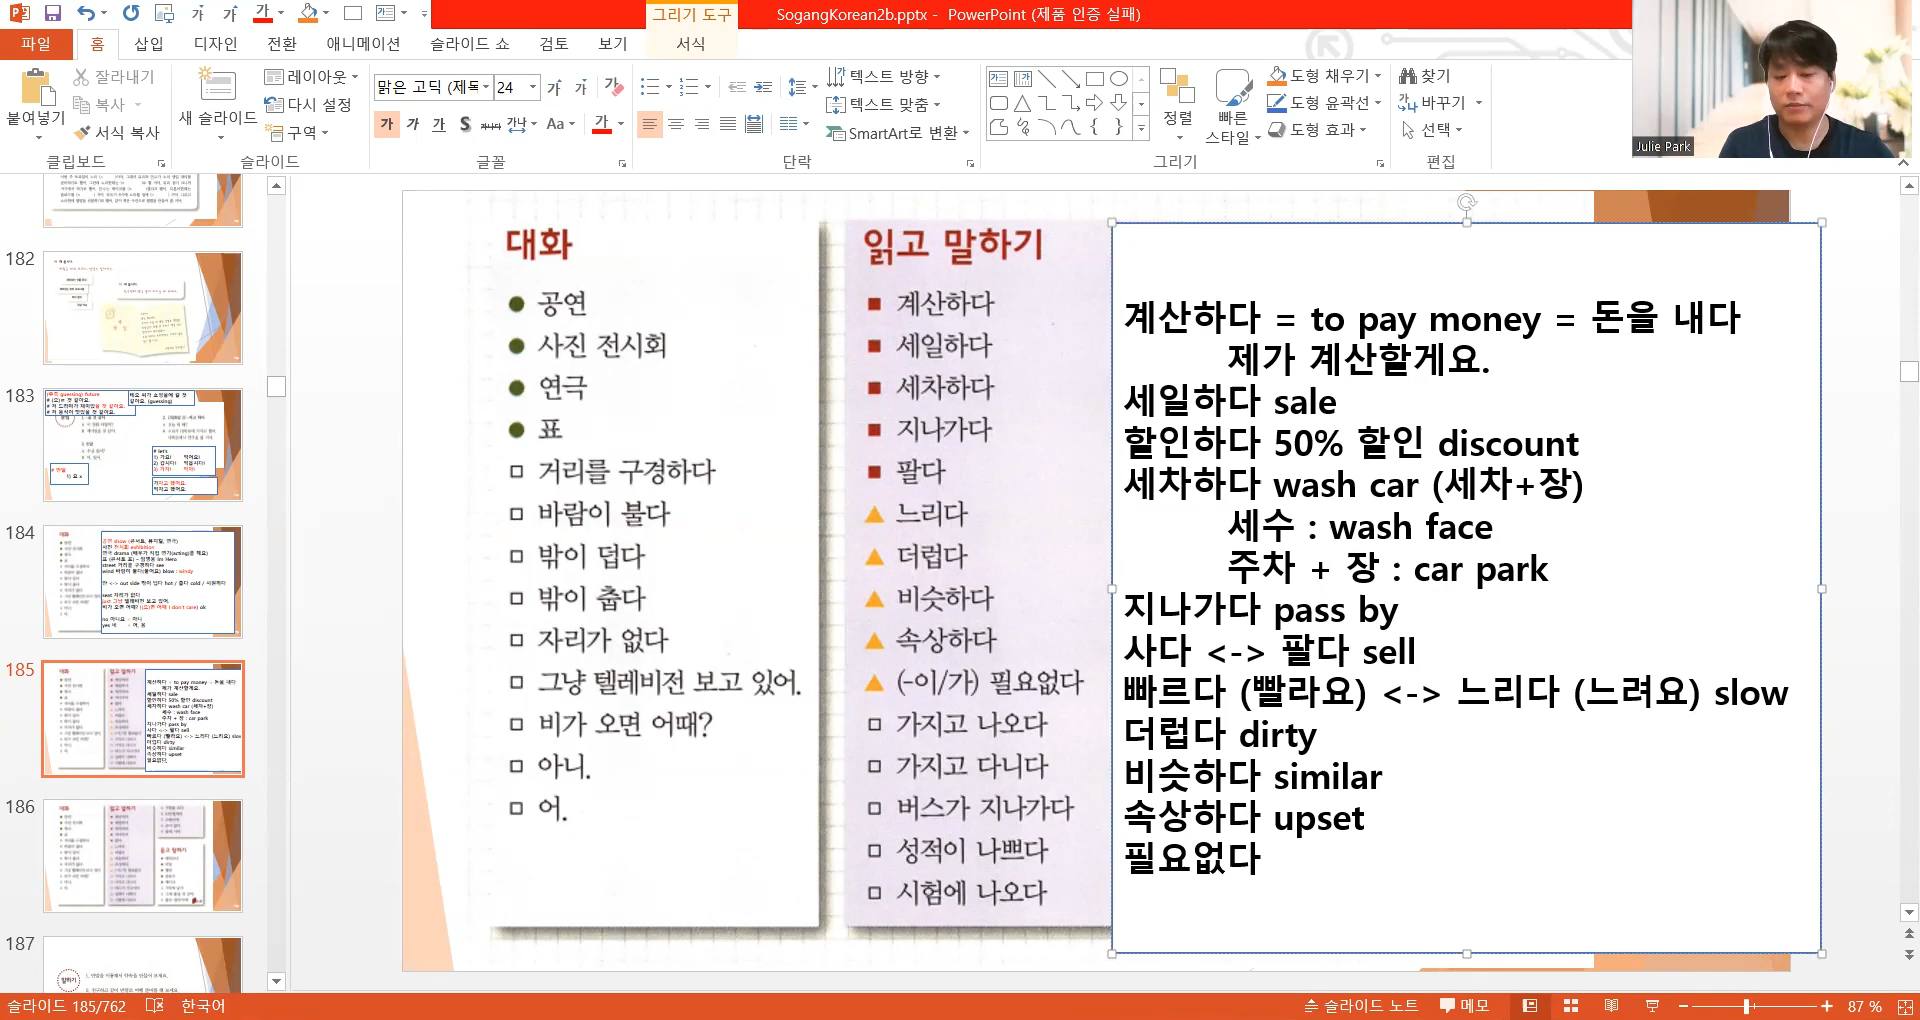 SogangKorean2b.pptx - PowerPoint (제품 인증 실패)
그리기 도구
파일
홈
삽입
디자인
전환
애니메이션
슬라이드 쇼
검토
보기
서식
붙여넣기
잘라내기
복사
서식 복사
클립보드
새 슬라이드
레이아웃
다시 설정
구역
슬라이드
맑은 고딕 (제목
24
글꼴
텍스트 방향
텍스트 맞춤
SmartArt로 변환
단락
정렬
빠른 스타일
도형 채우기
도형 윤곽선
도형 효과
그리기
찾기
바꾸기
선택
편집
Julie Park
182
183
184
185
186
187
대화
공연
사진 전시회
연극
표
거리를 구경하다
바람이 불다
밖이 덥다
밖이 춥다
자리가 없다
그냥 텔레비전 보고 있어.
비가 오면 어때?
아니.
어.
읽고 말하기
계산하다
세일하다
세차하다
지나가다
팔다
느리다
더럽다
비슷하다
속상하다
(-이/가) 필요없다
가지고 나오다
가지고 다니다
버스가 지나가다
성적이 나쁘다
시험에 나오다
계산하다 = to pay money = 돈을 내다
제가 계산할게요.
세일하다 sale
할인하다 50% 할인 discount
세차하다 wash car (세차+장)
세수 : wash face
주차 + 장 : car park
지나가다 pass by
사다 <-> 팔다 sell
빠르다 (빨라요) <-> 느리다 (느려요) slow
더럽다 dirty
비슷하다 similar
속상하다 upset
필요없다
슬라이드 185/762
한국어
슬라이드 노트
메모
87 %